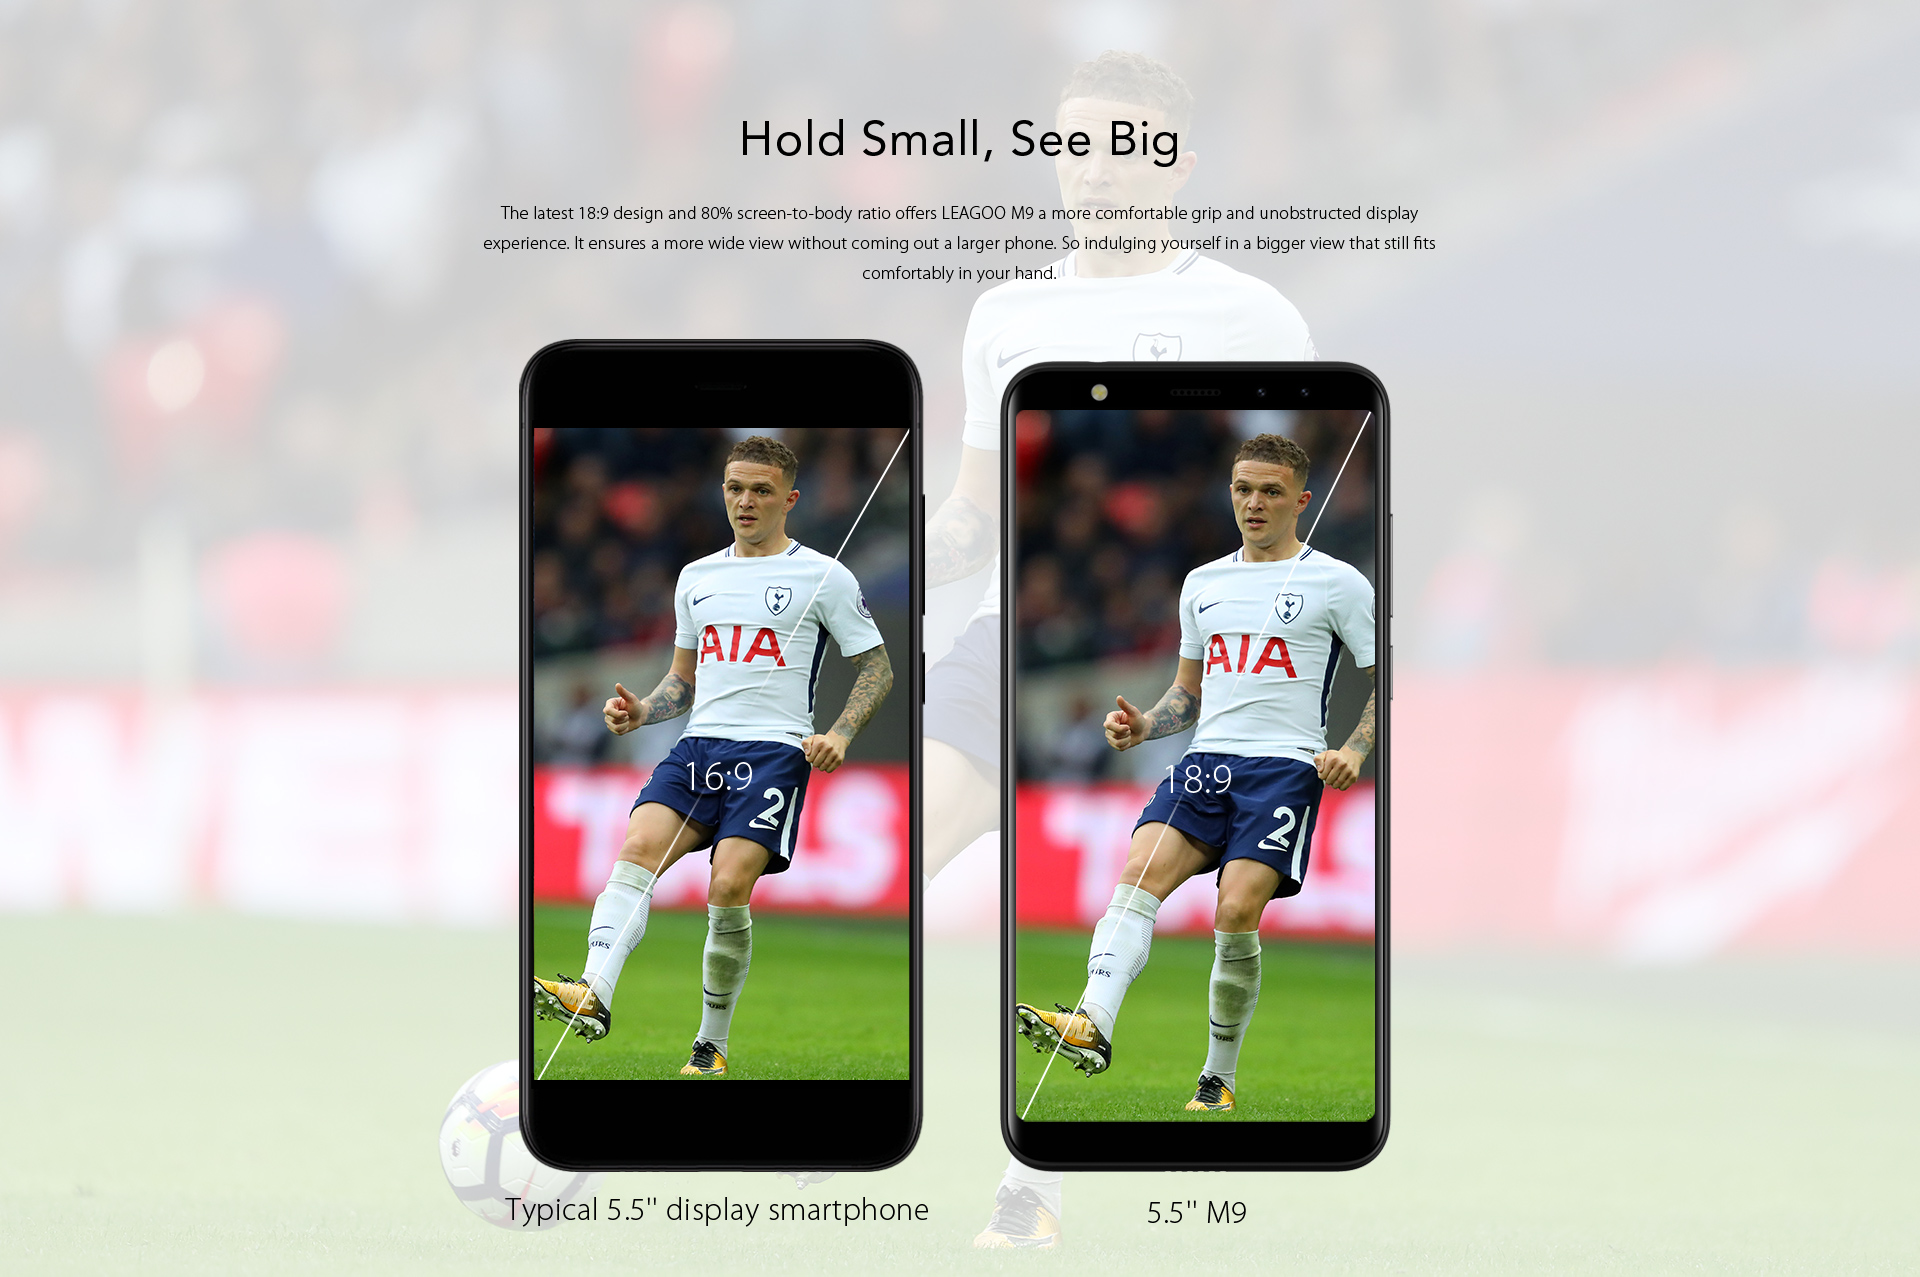 Hold Small, See Big
The latest 18:9 design and 80% screen-to-body ratio offers LEAGOO M9 a more comfortable grip and unobstructed display
experience. It ensures a more wide view without coming out a larger phone. So indulging yourself in a bigger view that still fits
comfortably in your hand.
AIA
16:9
2
AIA
18:9
2
Typical 5.5'' display smartphone
5.5'' M9